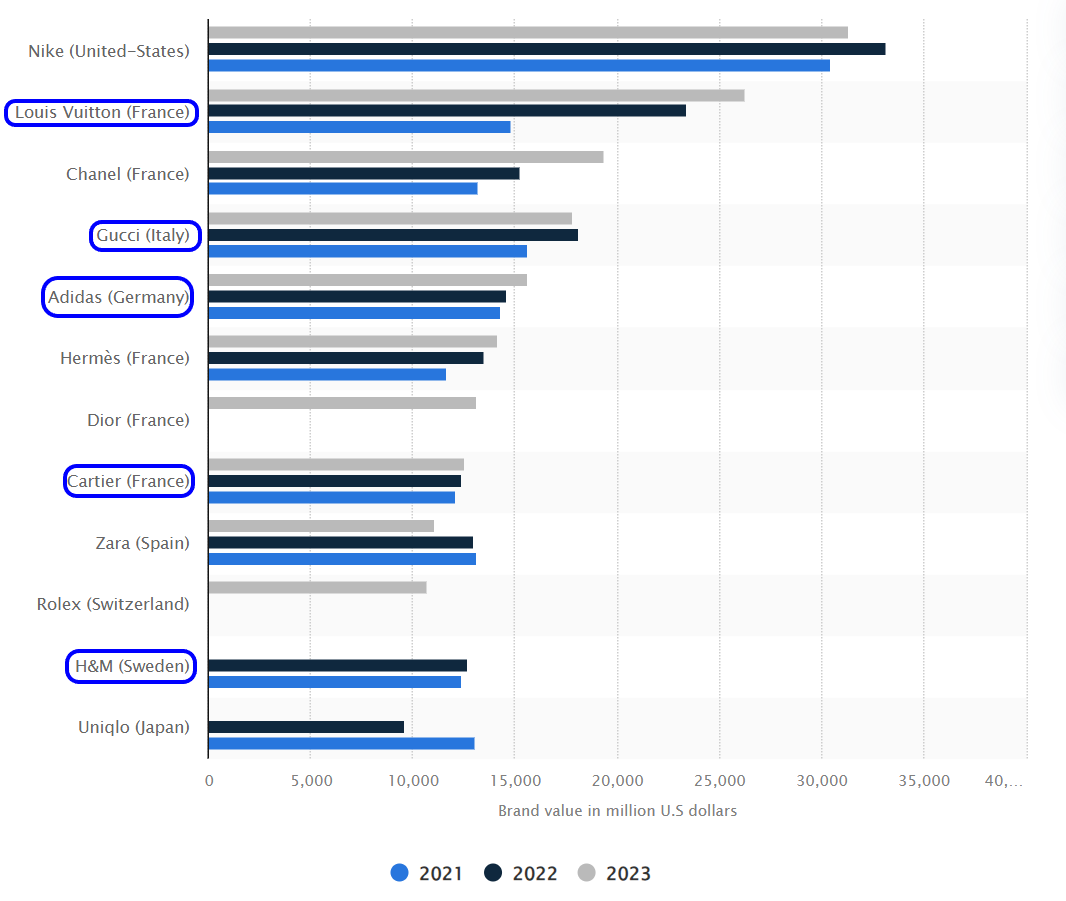 Nike (United-States)
Louis Vuitton (France)
Chanel (France)
Gucci (Italy)
Adidas (Germany)
Hermès (France)
Dior (France)
Cartier (France)
Zara (Spain)
Rolex (Switzerland)
H&M (Sweden)
Uniqlo (Japan)
0 5,000 10,000 15,000 20,000 25,000 30,000 35,000 40,...
Brand value in million U.S dollars
2021 2022 2023